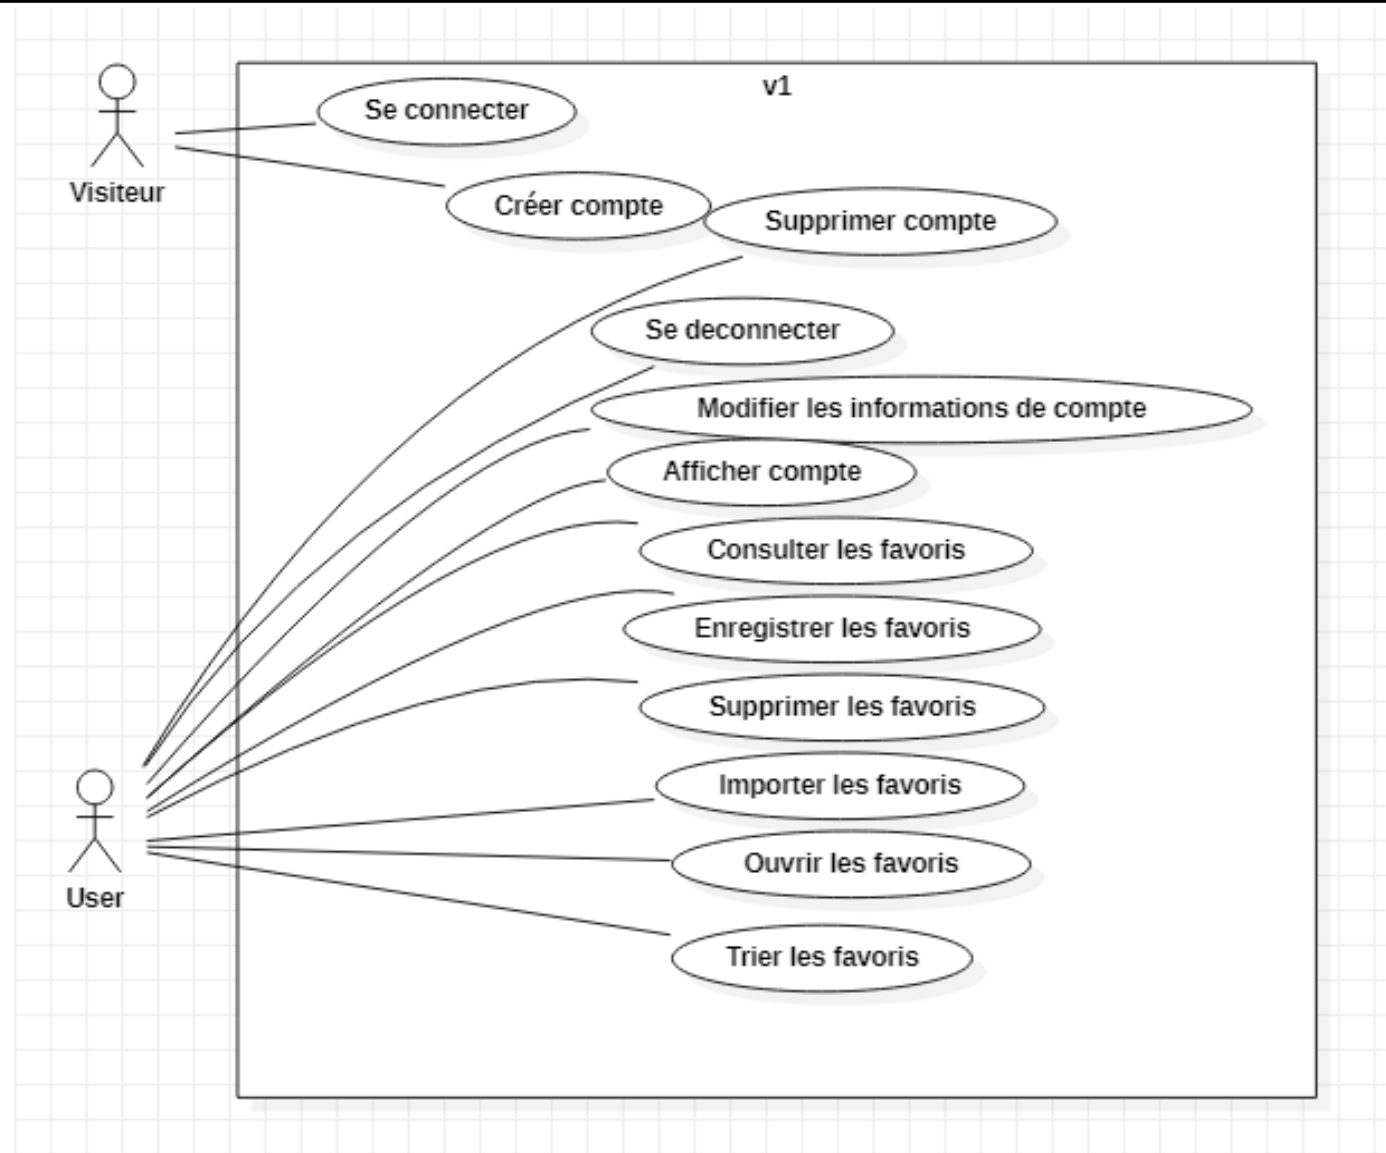 v1
Se connecter
Visiteur
Créer compte
Supprimer compte
Se deconnecter
Modifier les informations de compte
Afficher compte
Consulter les favoris
Enregistrer les favoris
Supprimer les favoris
Importer les favoris
Ouvrir les favoris
User
Trier les favoris